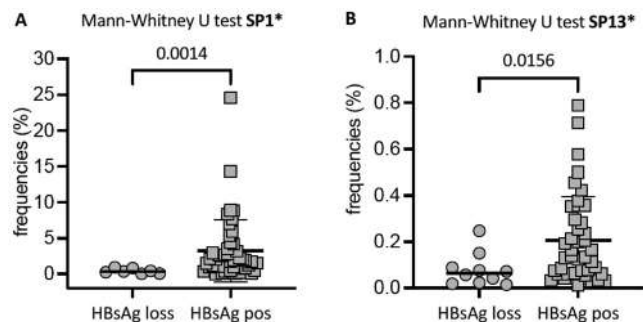 A Mann-Whitney U test SP1*
0.0014
frequencies (%)
30
25
20
15
10
5
0
HBsAg loss HBsAg pos
B Mann-Whitney U test SP13*
0.0156
frequencies (%)
1.0
0.8
0.6
0.4
0.2
0.0
HBsAg loss HBsAg pos